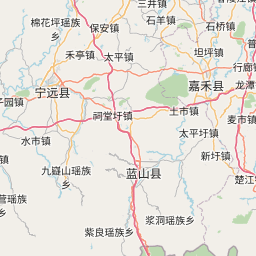 三井镇
石桥镇
棉花坪瑶族
乡
保安镇
石羊镇
禾亭镇
太平镇
坦坪镇
行廊镇
宁远县
嘉禾县
龙潭
祠堂圩镇
土市镇
麦市镇
水市镇
太平圩镇
九嶷山瑶族
乡
新圩镇
蓝山县
楚江
浆洞瑶族乡
紫良瑶族乡